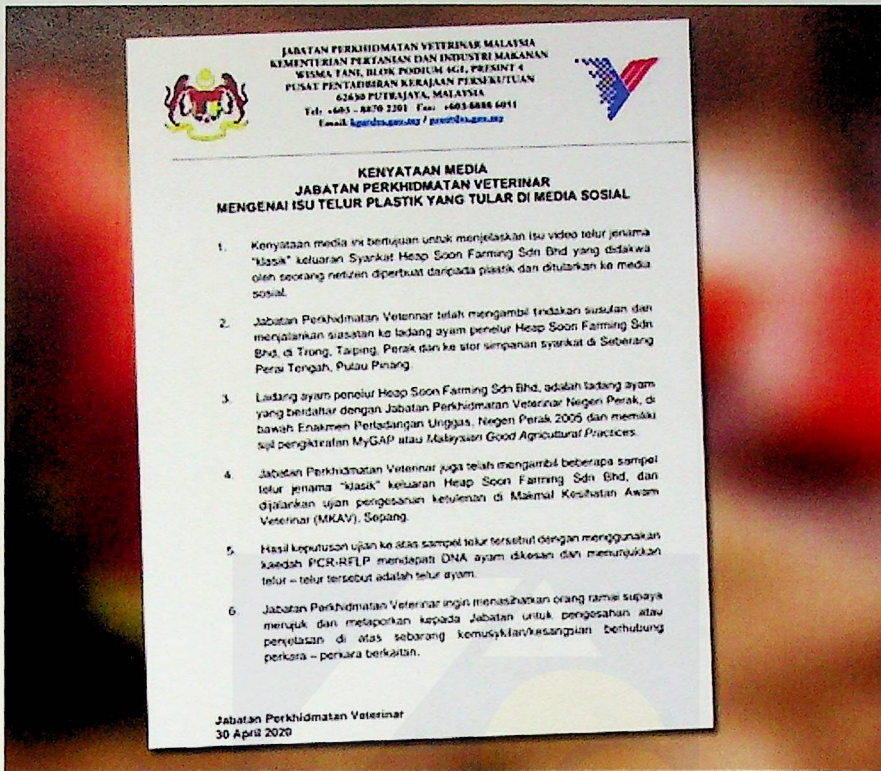 JABATAN PERKHIDMATAN VETERINAR MALAYSIA
KEMENTERIAN PERTANIAN DAN INDUSTRI MAKANAN
WISMA TANI, BLOK PODIUM 4G1, PRESINT 4
PUSAT PENTADBIRAN KERAJAAN PERSEKUTUAN
62630 PUTRAJAYA, MALAYSIA
Tel: +603 – 8870 2201 Fax: +603 8888 6051
Email:
KENYATAAN MEDIA
JABATAN PERKHIDMATAN VETERINAR
MENGENAI ISU TELUR PLASTIK YANG TULAR DI MEDIA SOSIAL
1. Kenyataan media ini bertujuan untuk menjelaskan isu video telur jenama
"klasik" keluaran Syarikat Heap Soon Farming Sdn Bhd yang didakwa
oleh seorang netizen diperbuat daripada plastik dan ditularkan ke media
sosial.
2. Jabatan Perkhidmatan Veterinar telah mengambil tindakan susulan dan
menjalankan siasatan ke ladang ayam penelur Heap Soon Farming Sdn
Bhd, di Trong, Taiping, Perak dan ke stor simpanan syarikat di Seberang
Perai Tengah, Pulau Pinang.
3. Ladang ayam penelur Heap Soon Farming Sdn Bhd, adalah ladang ayam
yang berdaftar dengan Jabatan Perkhidmatan Veterinar Negeri Perak, di
bawah Enakmen Perladangan Unggas, Negeri Perak 2005 dan memiliki
sijil pengiktirafan MyGAP atau Malaysian Good Agricultural Practices.
4. Jabatan Perkhidmatan Veterinar juga telah mengambil beberapa sampel
telur jenama "klasik" keluaran Heap Soon Farming Sdn Bhd, dan
dijalankan ujian pengesanan ketulenan di Makmal Kesihatan Awam
Veterinar (MKAV), Sepang.
5. Hasil keputusan ujian ke atas sampel telur tersebut dengan menggunakan
kaedah PCR-RFLP mendapati DNA ayam dikesan dan menunjukkan
telur – telur tersebut adalah telur ayam.
6. Jabatan Perkhidmatan Veterinar ingin menasihatkan orang ramai supaya
merujuk dan melaporkan kepada Jabatan untuk pengesahan atau
penjelasan di atas sebarang kemusykilan/kesangsian berhubung
perkara – perkara berkaitan.
Jabatan Perkhidmatan Veterinar
30 April 2020